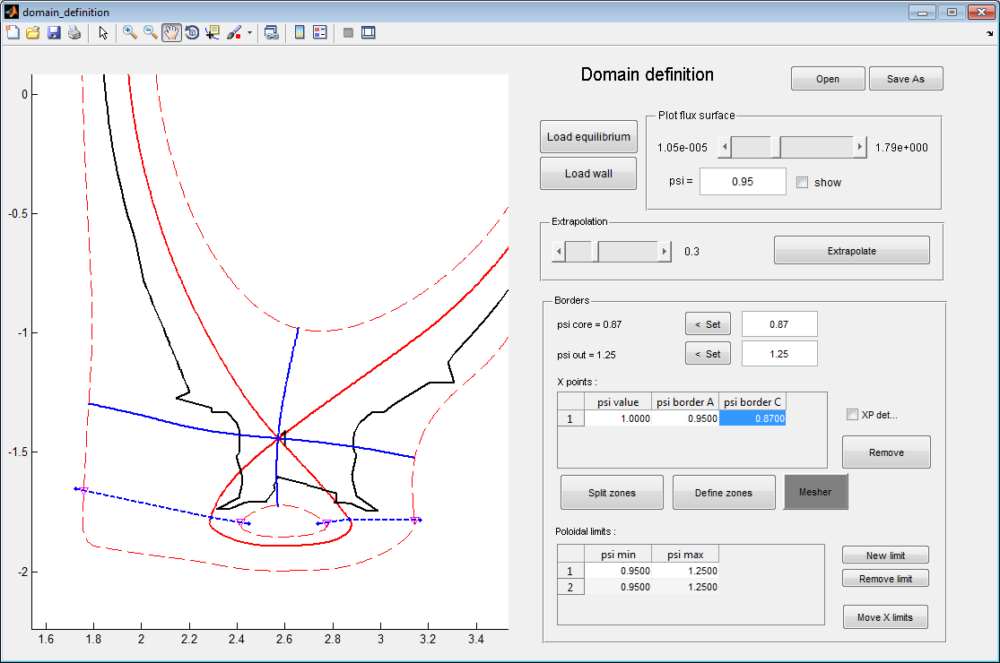 domain_definition
0
-0.5
-1
-1.5
-2
1.6 1.8 2 2.2 2.4 2.6 2.8 3 3.2 3.4
Domain definition
Open Save As
Load equilibrium
Load wall
Plot flux surface
1.05e-005 1.79e+000
psi = 0.95 show
Extrapolation
0.3 Extrapolate
Borders
psi core = 0.87 < Set 0.87
psi out = 1.25 < Set 1.25
X points :
psi value psi border A psi border C
1 1.0000 0.9500 0.8700
XP det...
Remove
Split zones Define zones Mesher
Poloidal limits :
psi min psi max
1 0.9500 1.2500
2 0.9500 1.2500
New limit
Remove limit
Move X limits